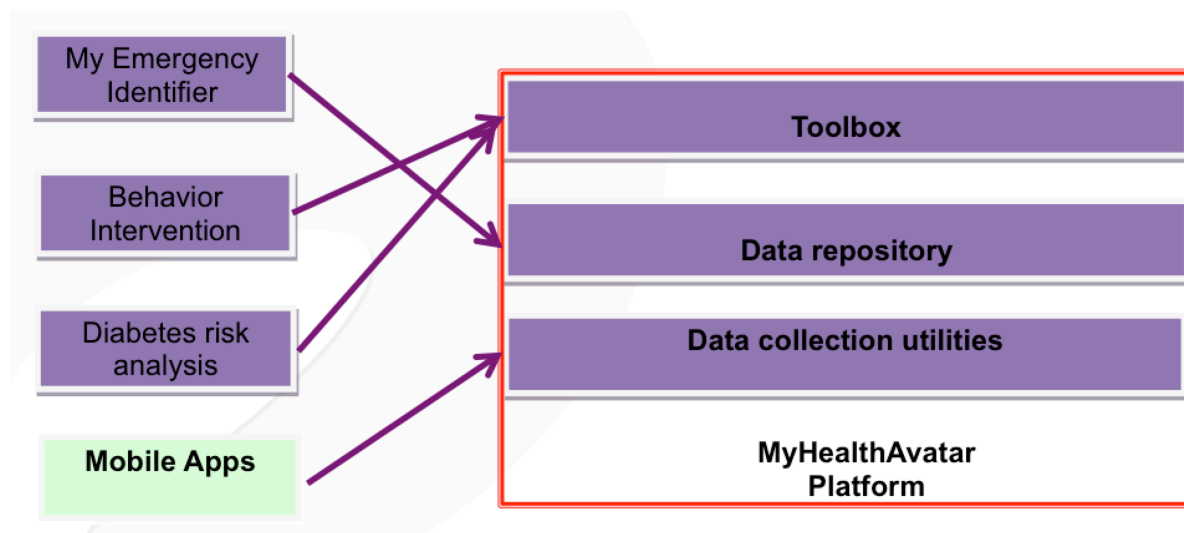 My Emergency
Identifier
Behavior
Intervention
Diabetes risk
analysis
Mobile Apps
Toolbox
Data repository
Data collection utilities
MyHealthAvatar
Platform